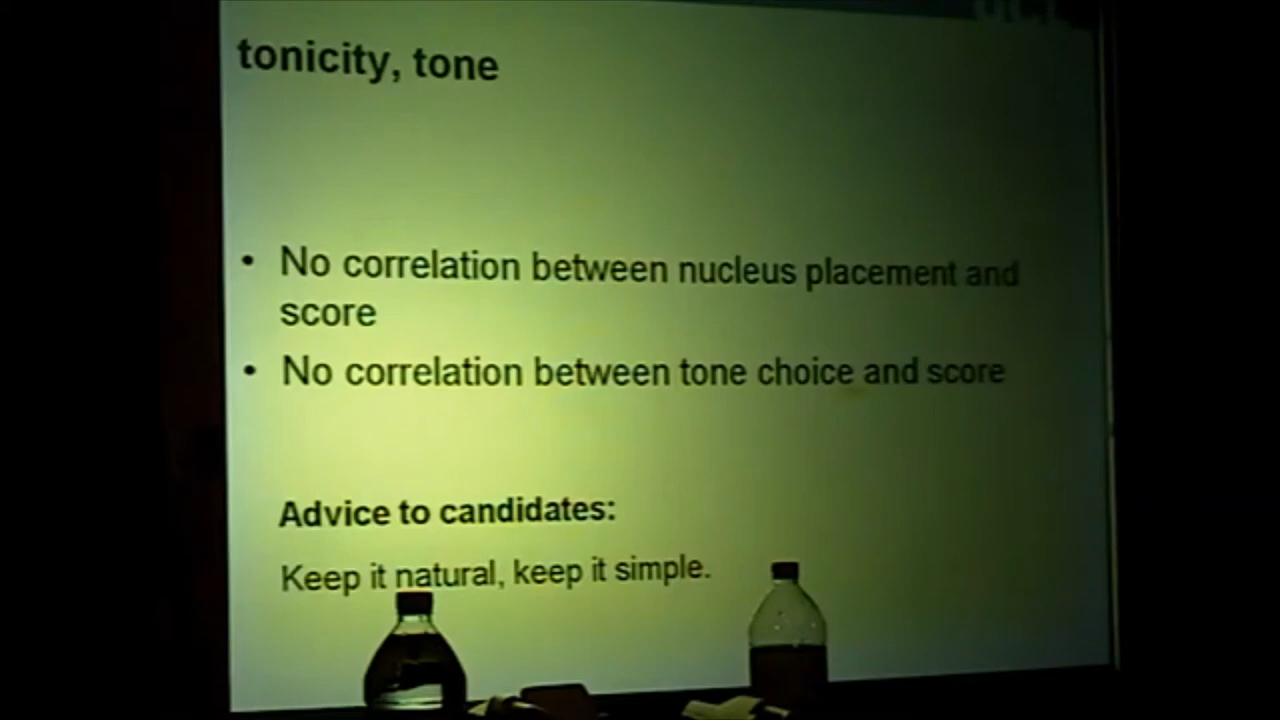 tonicity, tone
• No correlation between nucleus placement and
score
• No correlation between tone choice and score
Advice to candidates:
Keep it natural, keep it simple.